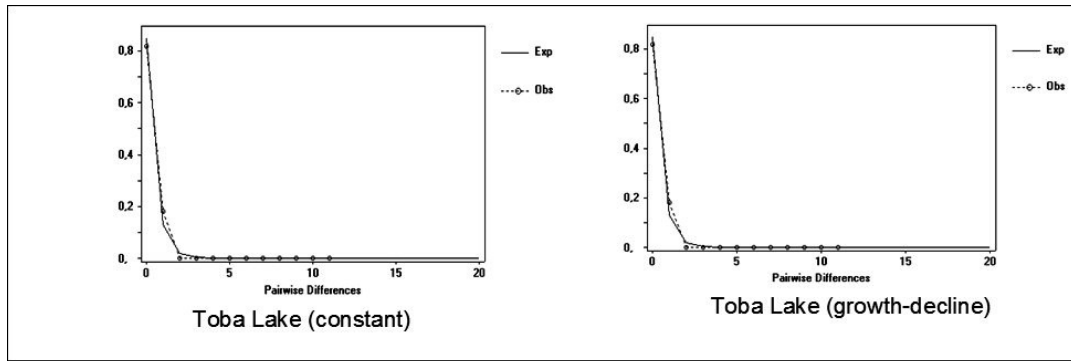 0,8
0,6
0,4
0,2
0,
0 5 10 15 20
Pairwise Differences
Exp
Obs
Toba Lake (constant)
0,8
0,6
0,4
0,2
0,
0 5 10 15 20
Pairwise Differences
Exp
Obs
Toba Lake (growth-decline)